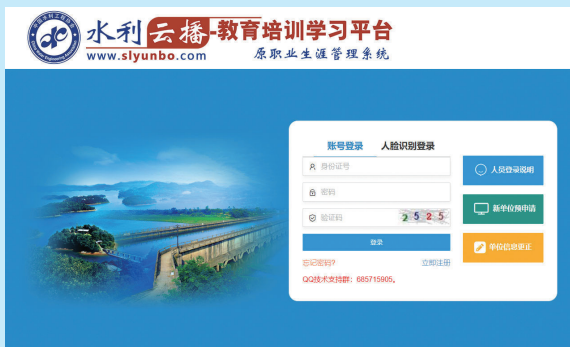 水利云播-教育培训学习平台
www.slyunbo.com 原职业生涯管理系统
账号登录 人脸识别登录
身份证号
密码
验证码 2 5 2 5
登录
忘记密码? 立即注册
QQ技术支持群：685715905。
人员登录说明
新单位预申请
单位信息更正